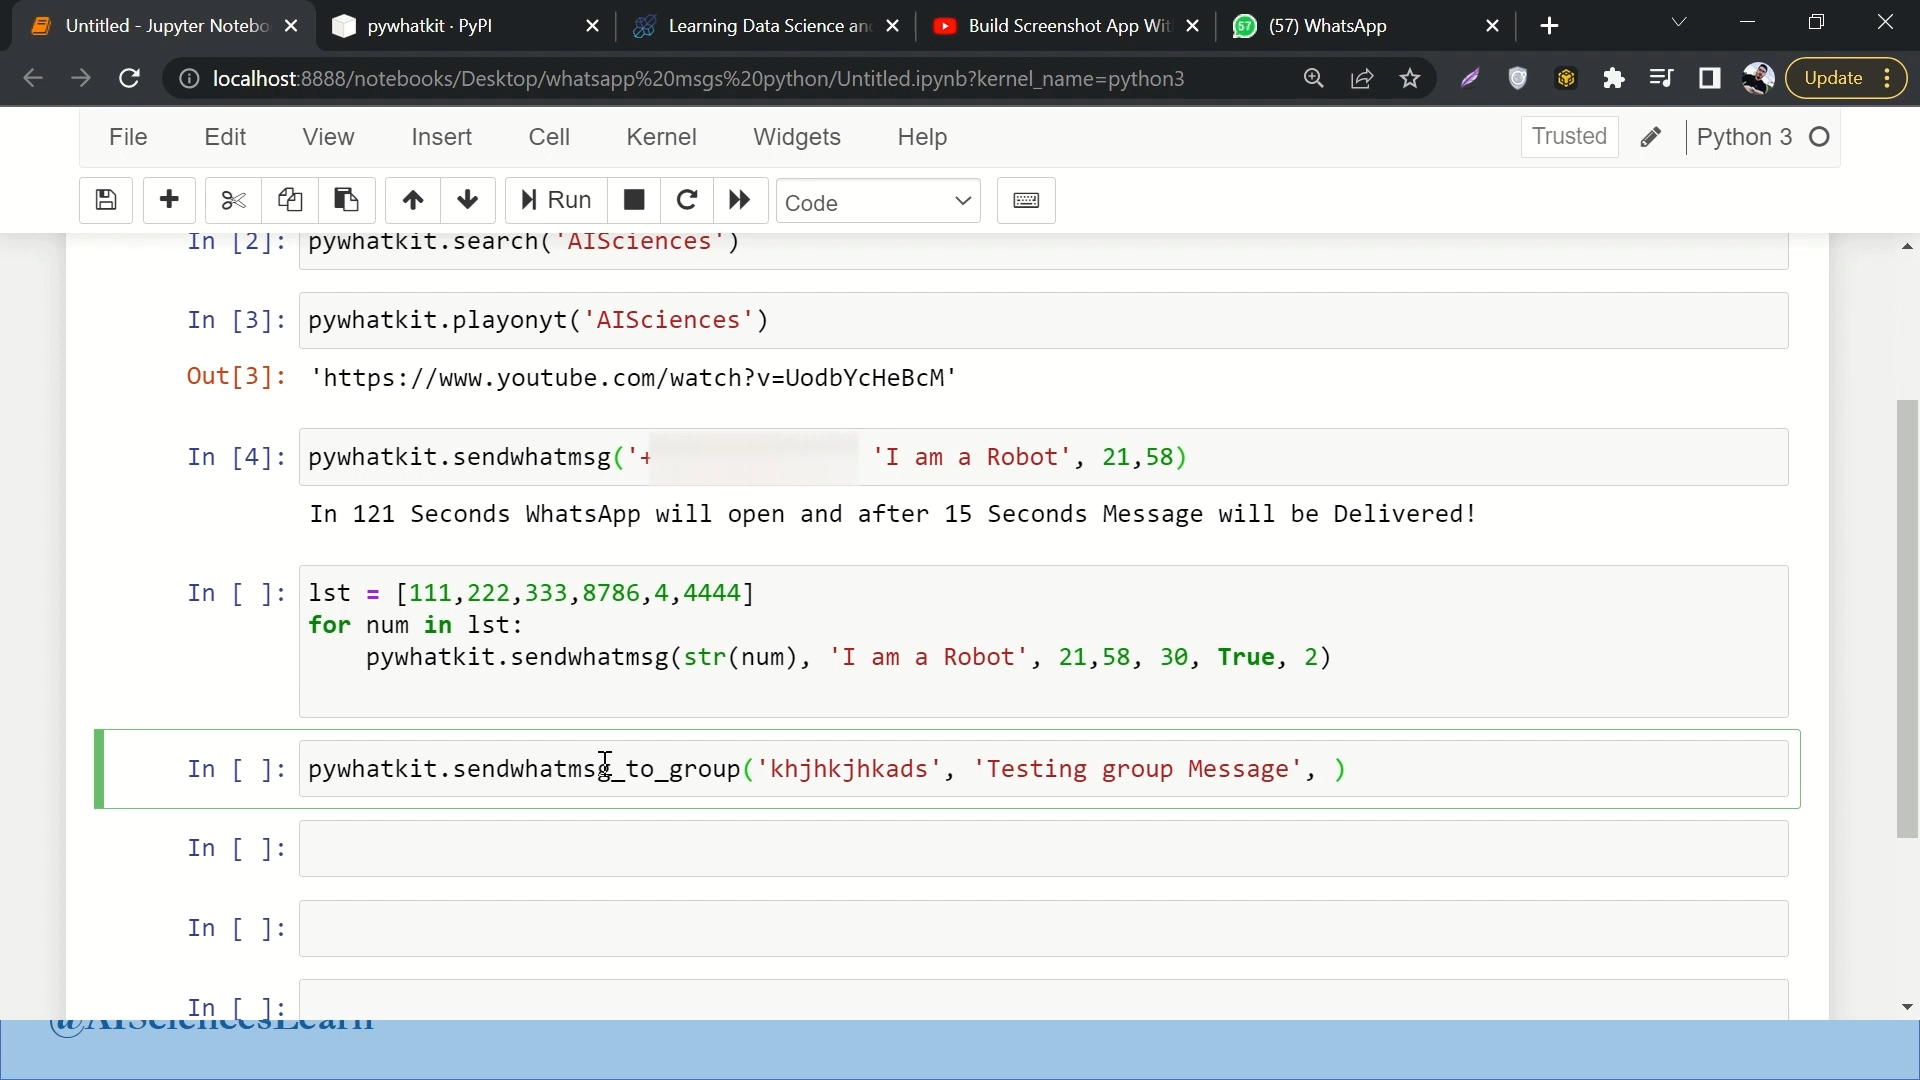 Untitled - Jupyter Notebo
pywhatkit · PyPI
Learning Data Science an
Build Screenshot App Wit
57
(57) WhatsApp
localhost:8888/notebooks/Desktop/whatsapp%20msgs%20python/Untitled.ipynb?kernel_name=python3
Update
File Edit View Insert Cell Kernel Widgets Help
Trusted
Python 3
Run
Code
In [2]: pywhatkit.search('AISciences')
In [3]: pywhatkit.playonyt('AISciences')
Out[3]: 'https://www.youtube.com/watch?v=UodbYcHeBcM'
In [4]: pywhatkit.sendwhatmsg('+ 'I am a Robot', 21,58)
In 121 Seconds WhatsApp will open and after 15 Seconds Message will be Delivered!
In [ ]: lst = [111,222,333,8786,4,4444]
for num in lst:
pywhatkit.sendwhatmsg(str(num), 'I am a Robot', 21,58, 30, True, 2)
In [ ]: pywhatkit.sendwhatmsg_to_group('khjhkjhkads', 'Testing group Message', )
In [ ]:
In [ ]:
In [ ]:
@AISciencesLearn